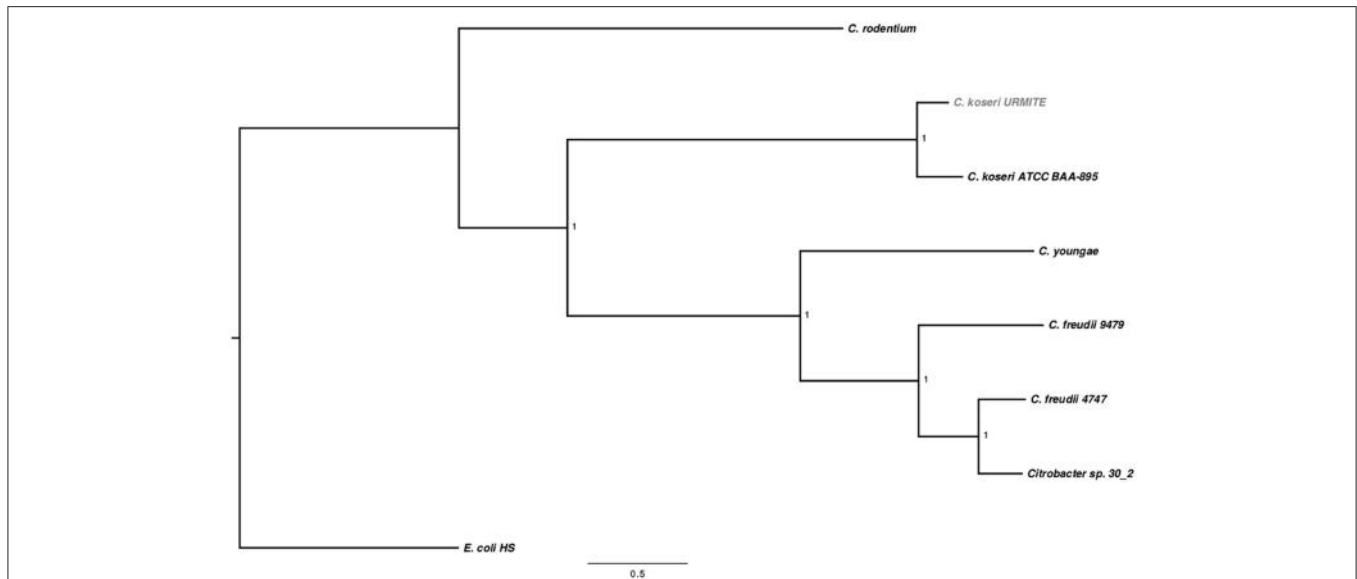 C. rodentium
C. koseri URMITE
1
C. koseri ATCC BAA-895
1
C. youngae
1
C. freudii 9479
1
C. freudii 4747
1
Citrobacter sp. 30_2
E. coli HS
0.5